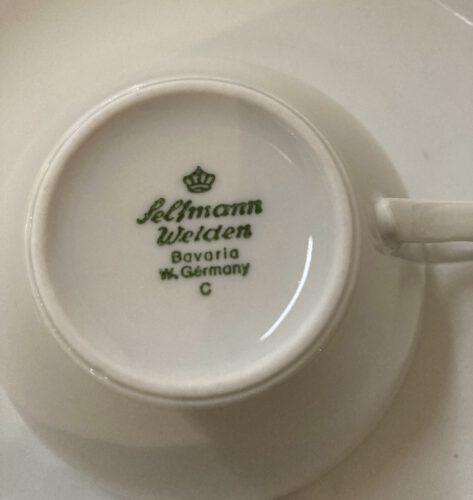 Seltmann
Weiden
Bavaria
W. Germany
C